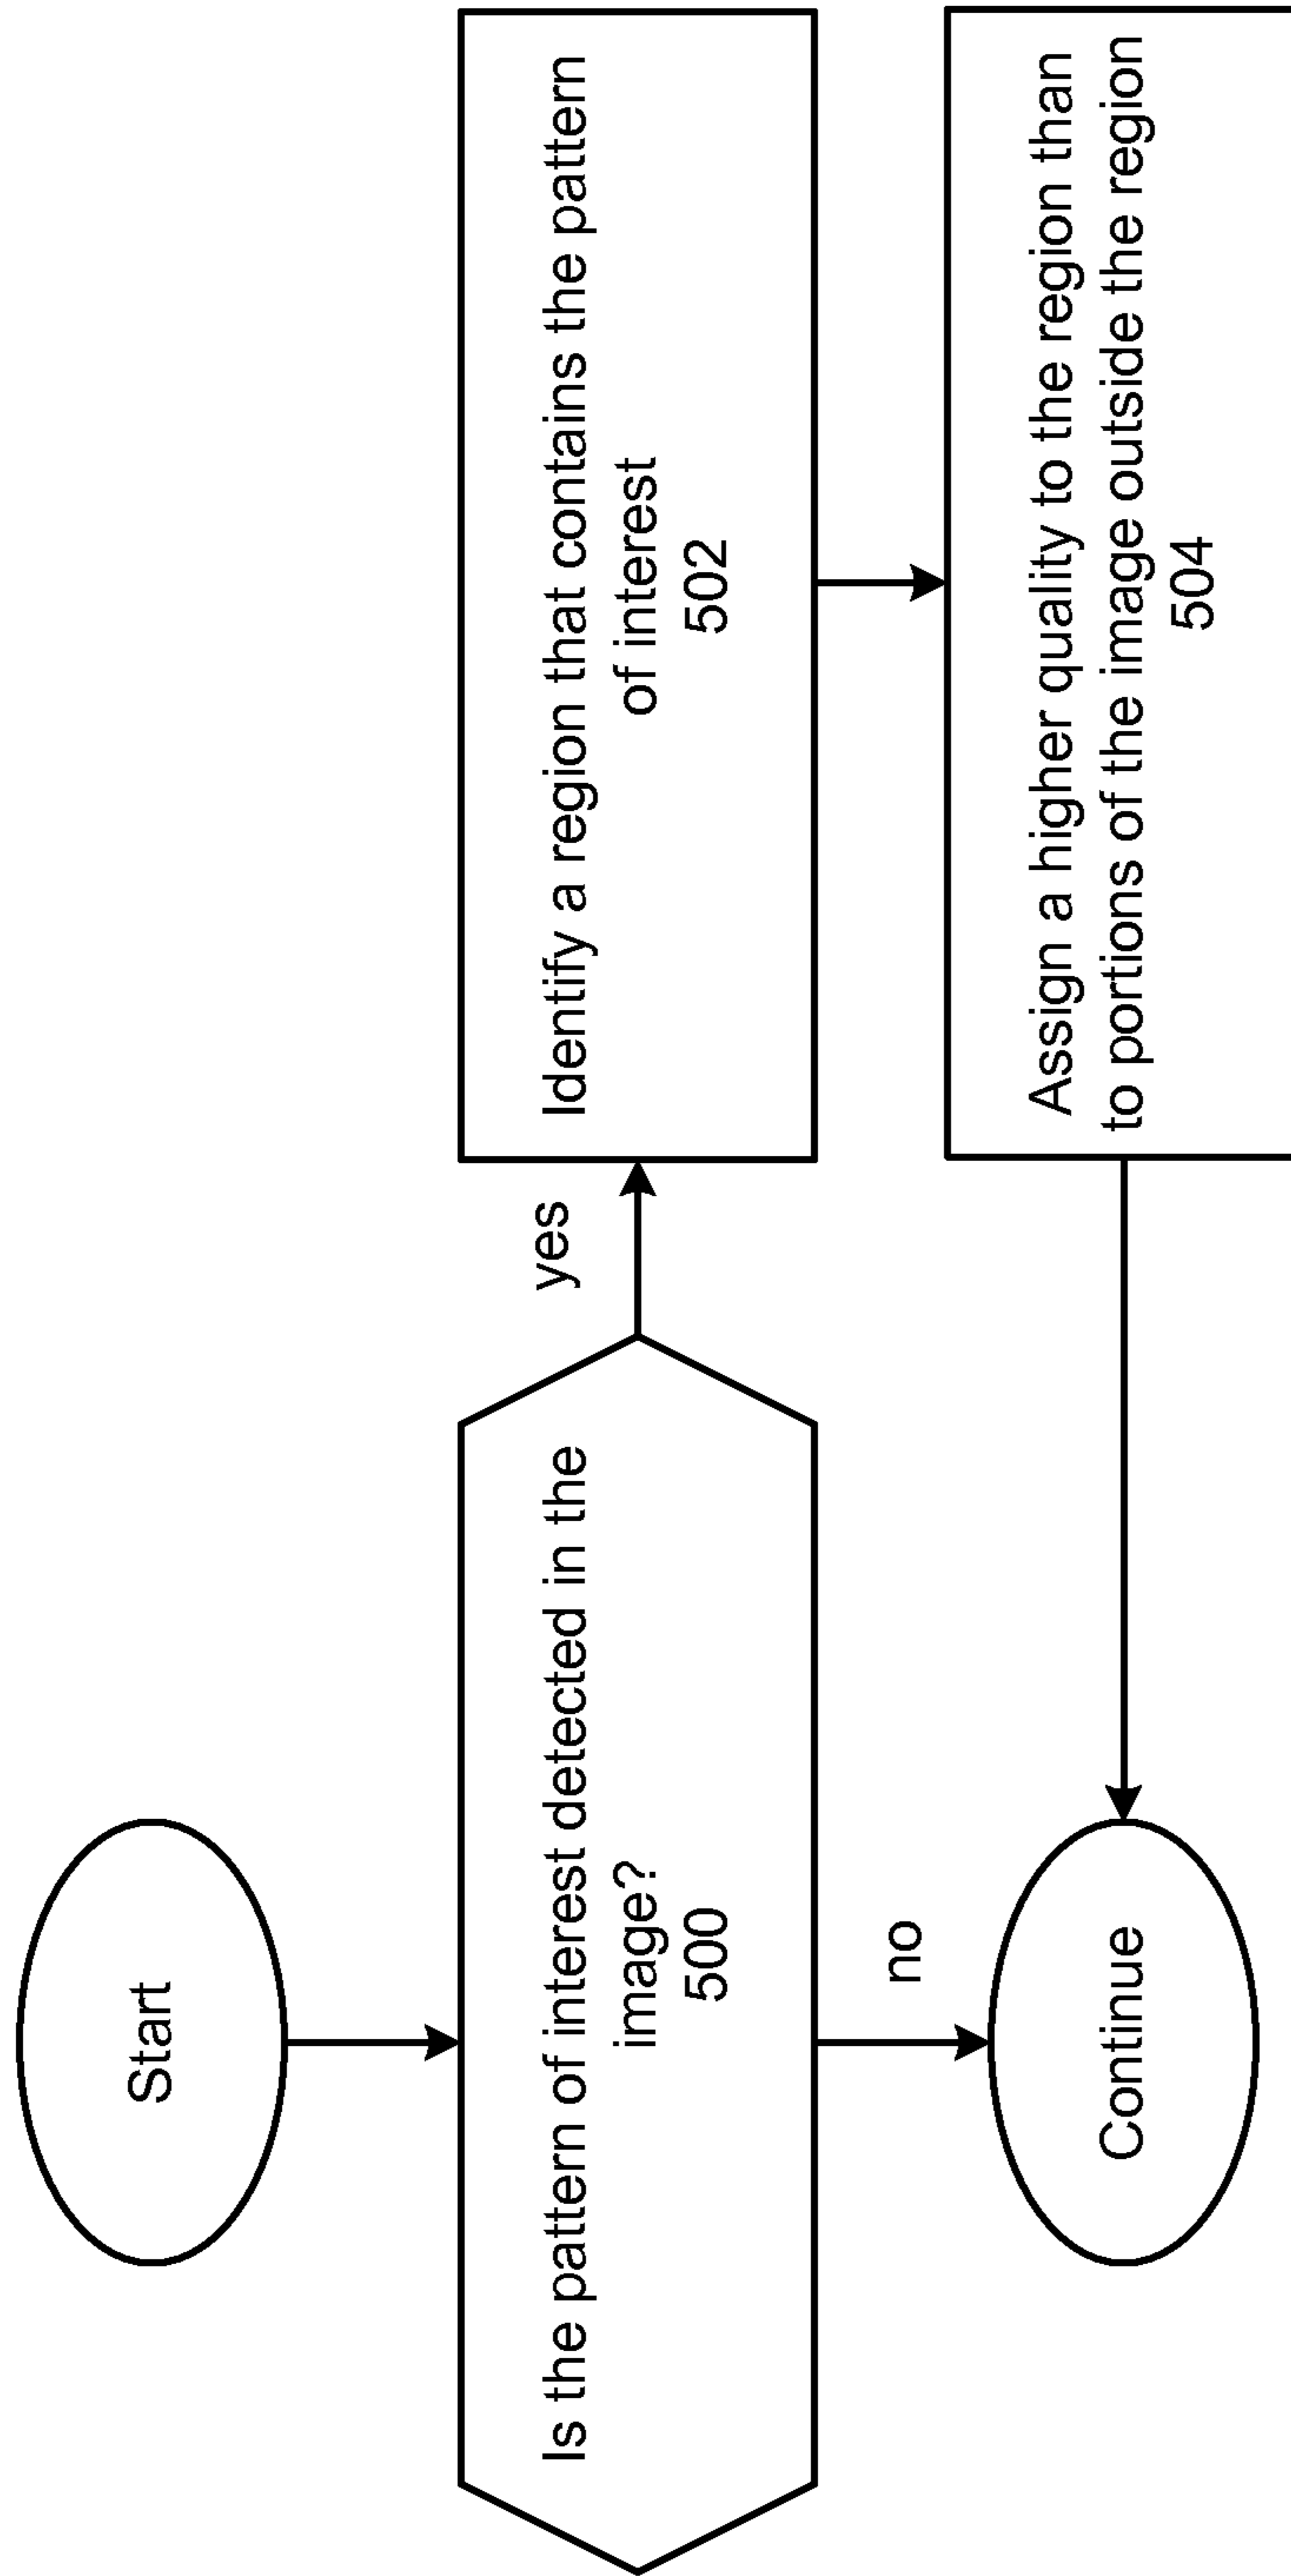 Start
Is the pattern of interest detected in the
image?
500
yes
Identify a region that contains the pattern
of interest
502
no
Assign a higher quality to the region than
to portions of the image outside the region
504
Continue